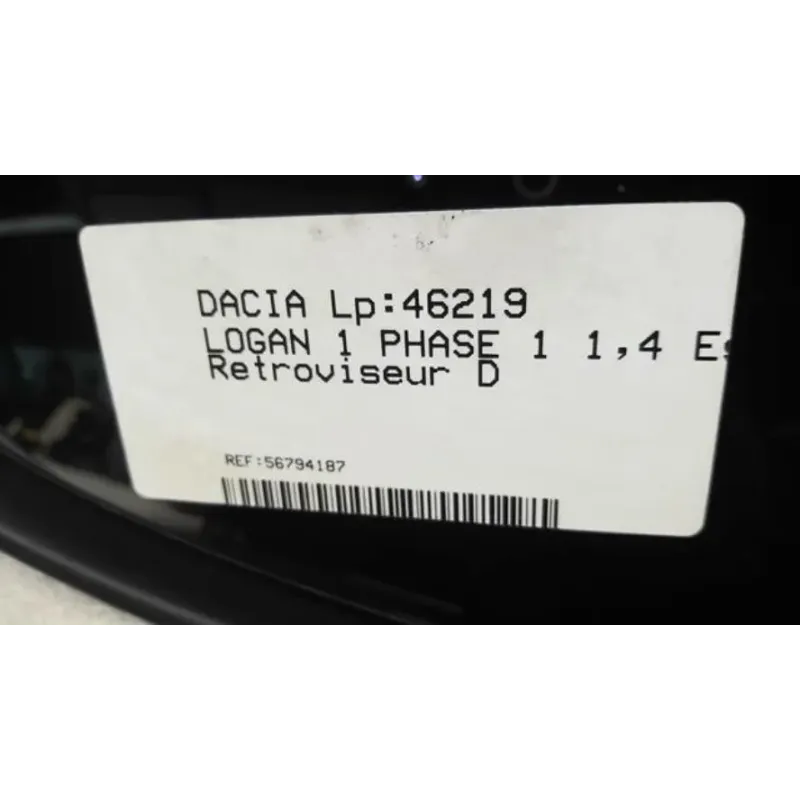 DACIA Lp:46219
LOGAN 1 PHASE 1 1,4
Retroviseur D
REF:56794187